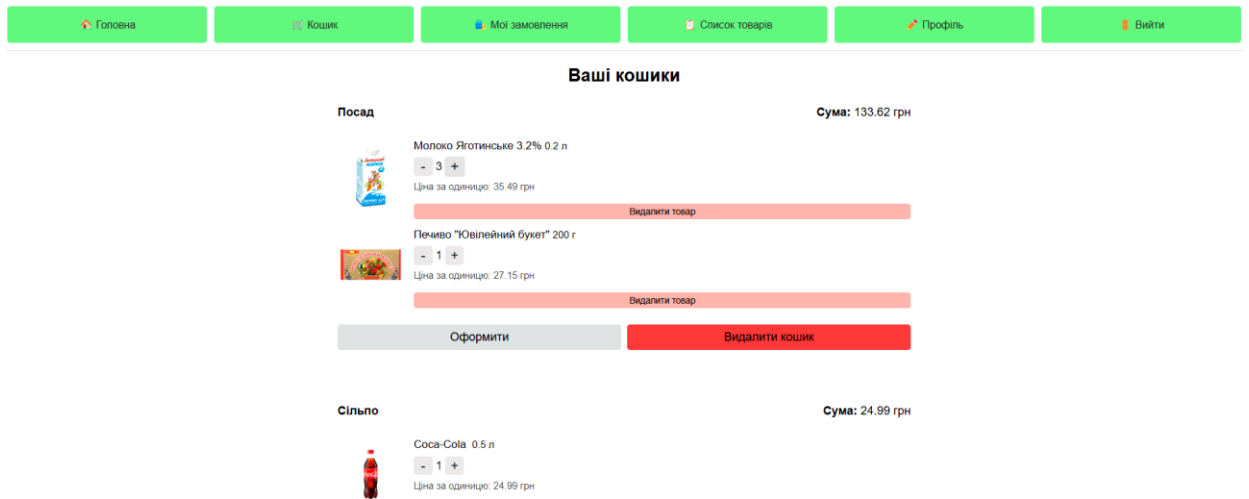 🏠 Головна 🛒 Кошик 🛍️ Мої замовлення 📋 Список товарів ✏️ Профіль 🚪 Вийти
Ваші кошики
Посад Сума: 133.62 грн
Молоко Яготинське 3.2% 0.2 л
- 3 +
Ціна за одиницю: 35.49 грн
Видалити товар
Печиво "Ювілейний букет" 200 г
- 1 +
Ціна за одиницю: 27.15 грн
Видалити товар
Оформити Видалити кошик
Сільпо Сума: 24.99 грн
Coca-Cola 0.5 л
- 1 +
Ціна за одиницю: 24.99 грн